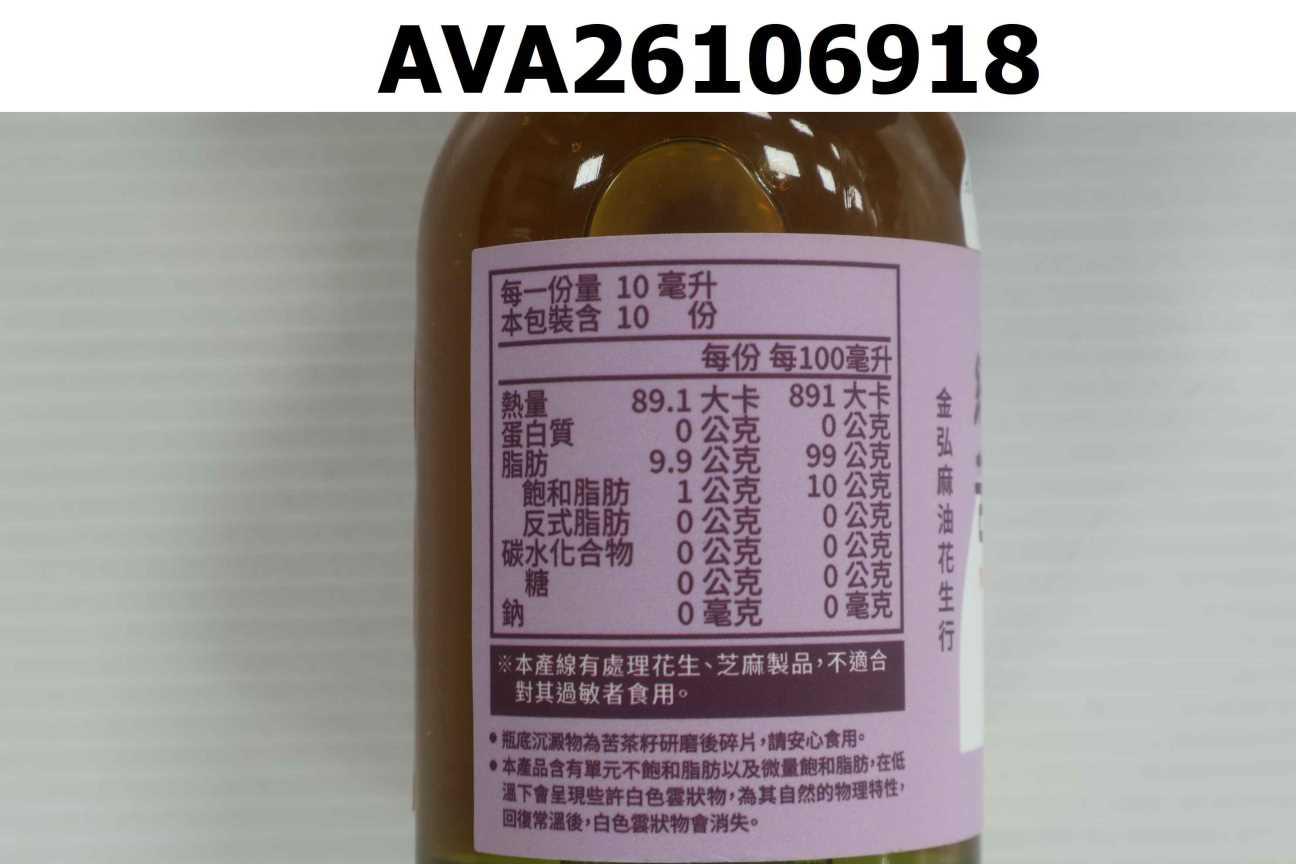 AVA26106918
每一份量 10 毫升
本包裝含 10 份
每份 每100毫升
熱量 89.1 大卡 891 大卡
蛋白質 0 公克 0 公克
脂肪 9.9 公克 99 公克
飽和脂肪 1 公克 10 公克
反式脂肪 0 公克 0 公克
碳水化合物 0 公克 0 公克
糖 0 公克 0 公克
鈉 0 毫克 0 毫克
※本產線有處理花生、芝麻製品，不適合
對其過敏者食用。
•瓶底沉澱物為苦茶籽研磨後碎片，請安心食用。
•本產品含有單元不飽和脂肪以及微量飽和脂肪，在低
溫下會呈現些許白色雲狀物，為其自然的物理特性，
回復常溫後，白色雲狀物會消失。
金弘麻油花生行